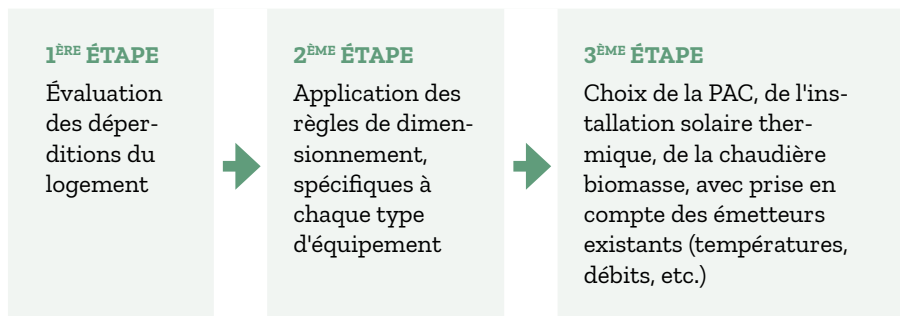 1ÈRE ÉTAPE
Évaluation
des déper-
ditions du
logement
2ÈME ÉTAPE
Application des
règles de dimen-
sionnement,
spécifiques à
chaque type
d'équipement
3ÈME ÉTAPE
Choix de la PAC, de l'ins-
tallation solaire ther-
mique, de la chaudière
biomasse, avec prise en
compte des émetteurs
existants (températures,
débits, etc.)